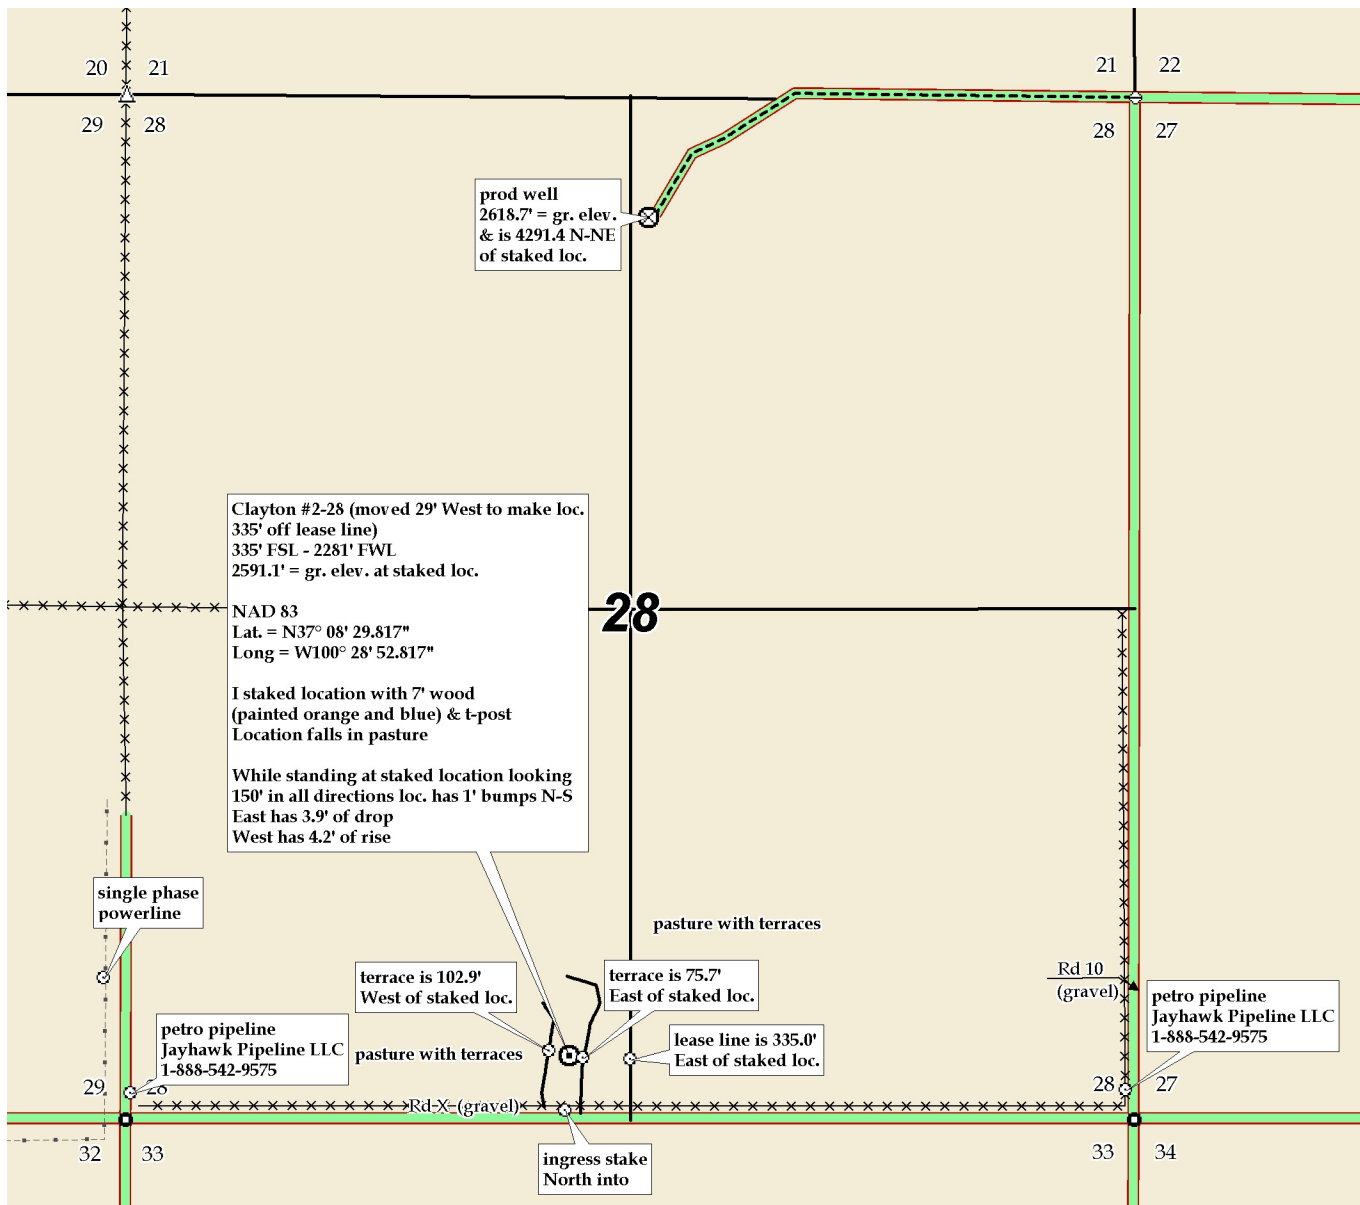 20 21
21 22
29 28
28 27
prod well
2618.7' = gr. elev.
& is 4291.4 N-NE
of staked loc.
Clayton #2-28 (moved 29' West to make loc.
335' off lease line)
335' FSL - 2281' FWL
2591.1' = gr. elev. at staked loc.
NAD 83
Lat. = N37° 08' 29.817"
Long = W100° 28' 52.817"
I staked location with 7' wood
(painted orange and blue) & t-post
Location falls in pasture
While standing at staked location looking
150' in all directions loc. has 1' bumps N-S
East has 3.9' of drop
West has 4.2' of rise
28
single phase
powerline
pasture with terraces
terrace is 102.9'
West of staked loc.
terrace is 75.7'
East of staked loc.
Rd 10
(gravel)
petro pipeline
Jayhawk Pipeline LLC
1-888-542-9575
petro pipeline
Jayhawk Pipeline LLC
1-888-542-9575
pasture with terraces
lease line is 335.0'
East of staked loc.
29 28
28 27
Rd X (gravel)
32 33
33 34
ingress stake
North into